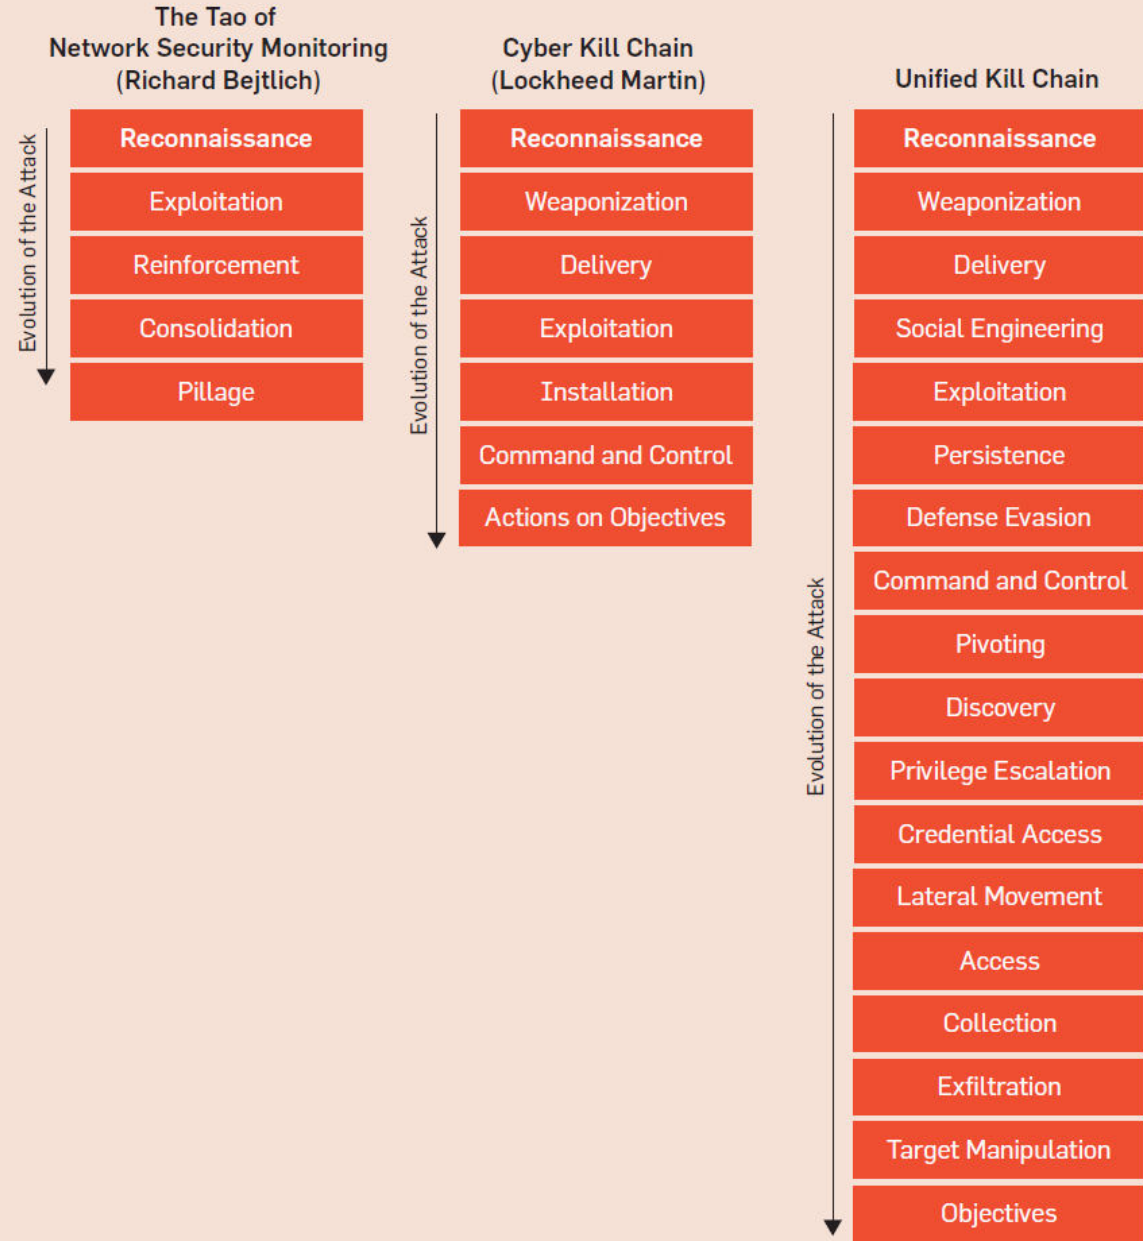 The Tao of
Network Security Monitoring
(Richard Bejtlich)
Evolution of the Attack
Reconnaissance
Exploitation
Reinforcement
Consolidation
Pillage
Cyber Kill Chain
(Lockheed Martin)
Evolution of the Attack
Reconnaissance
Weaponization
Delivery
Exploitation
Installation
Command and Control
Actions on Objectives
Unified Kill Chain
Evolution of the Attack
Reconnaissance
Weaponization
Delivery
Social Engineering
Exploitation
Persistence
Defense Evasion
Command and Control
Pivoting
Discovery
Privilege Escalation
Credential Access
Lateral Movement
Access
Collection
Exfiltration
Target Manipulation
Objectives